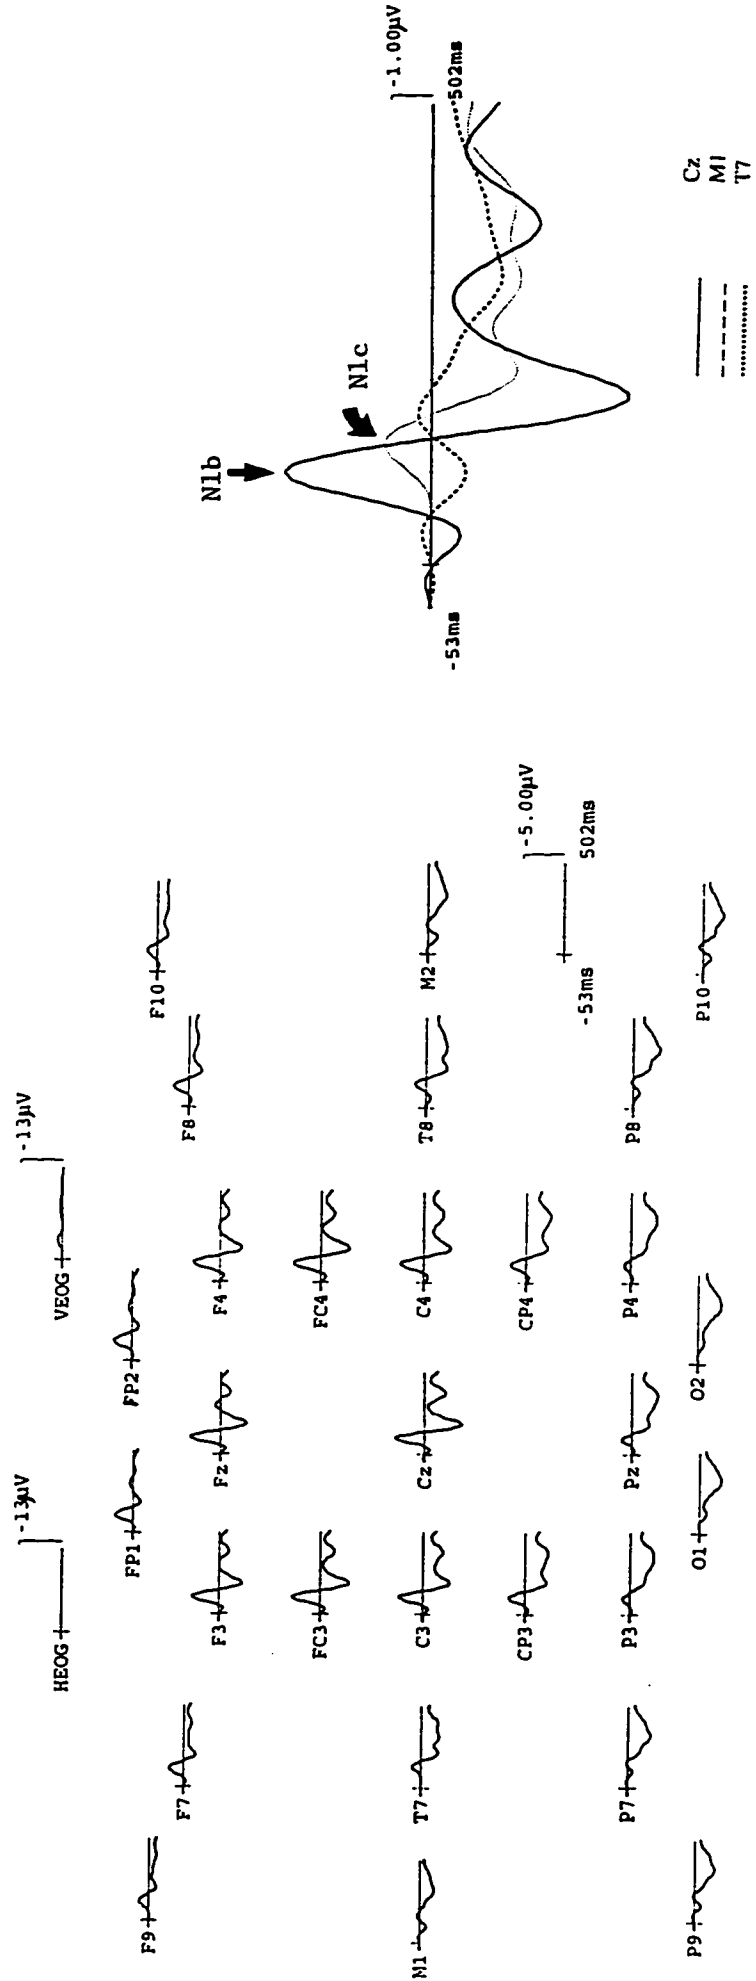 HEOG
-13µV
VEOG
-13µV
FP1
FP2
F9
F7
F3
Fz
F4
F8
F10
FC3
FC4
M1
T7
C3
Cz
C4
T8
M2
CP3
CP4
-5.00µV
-53ms
502ms
P9
P7
P3
Pz
P4
P8
P10
O1
O2
N1b
N1c
-1.00µV
-53ms
502ms
Cz
M1
T7